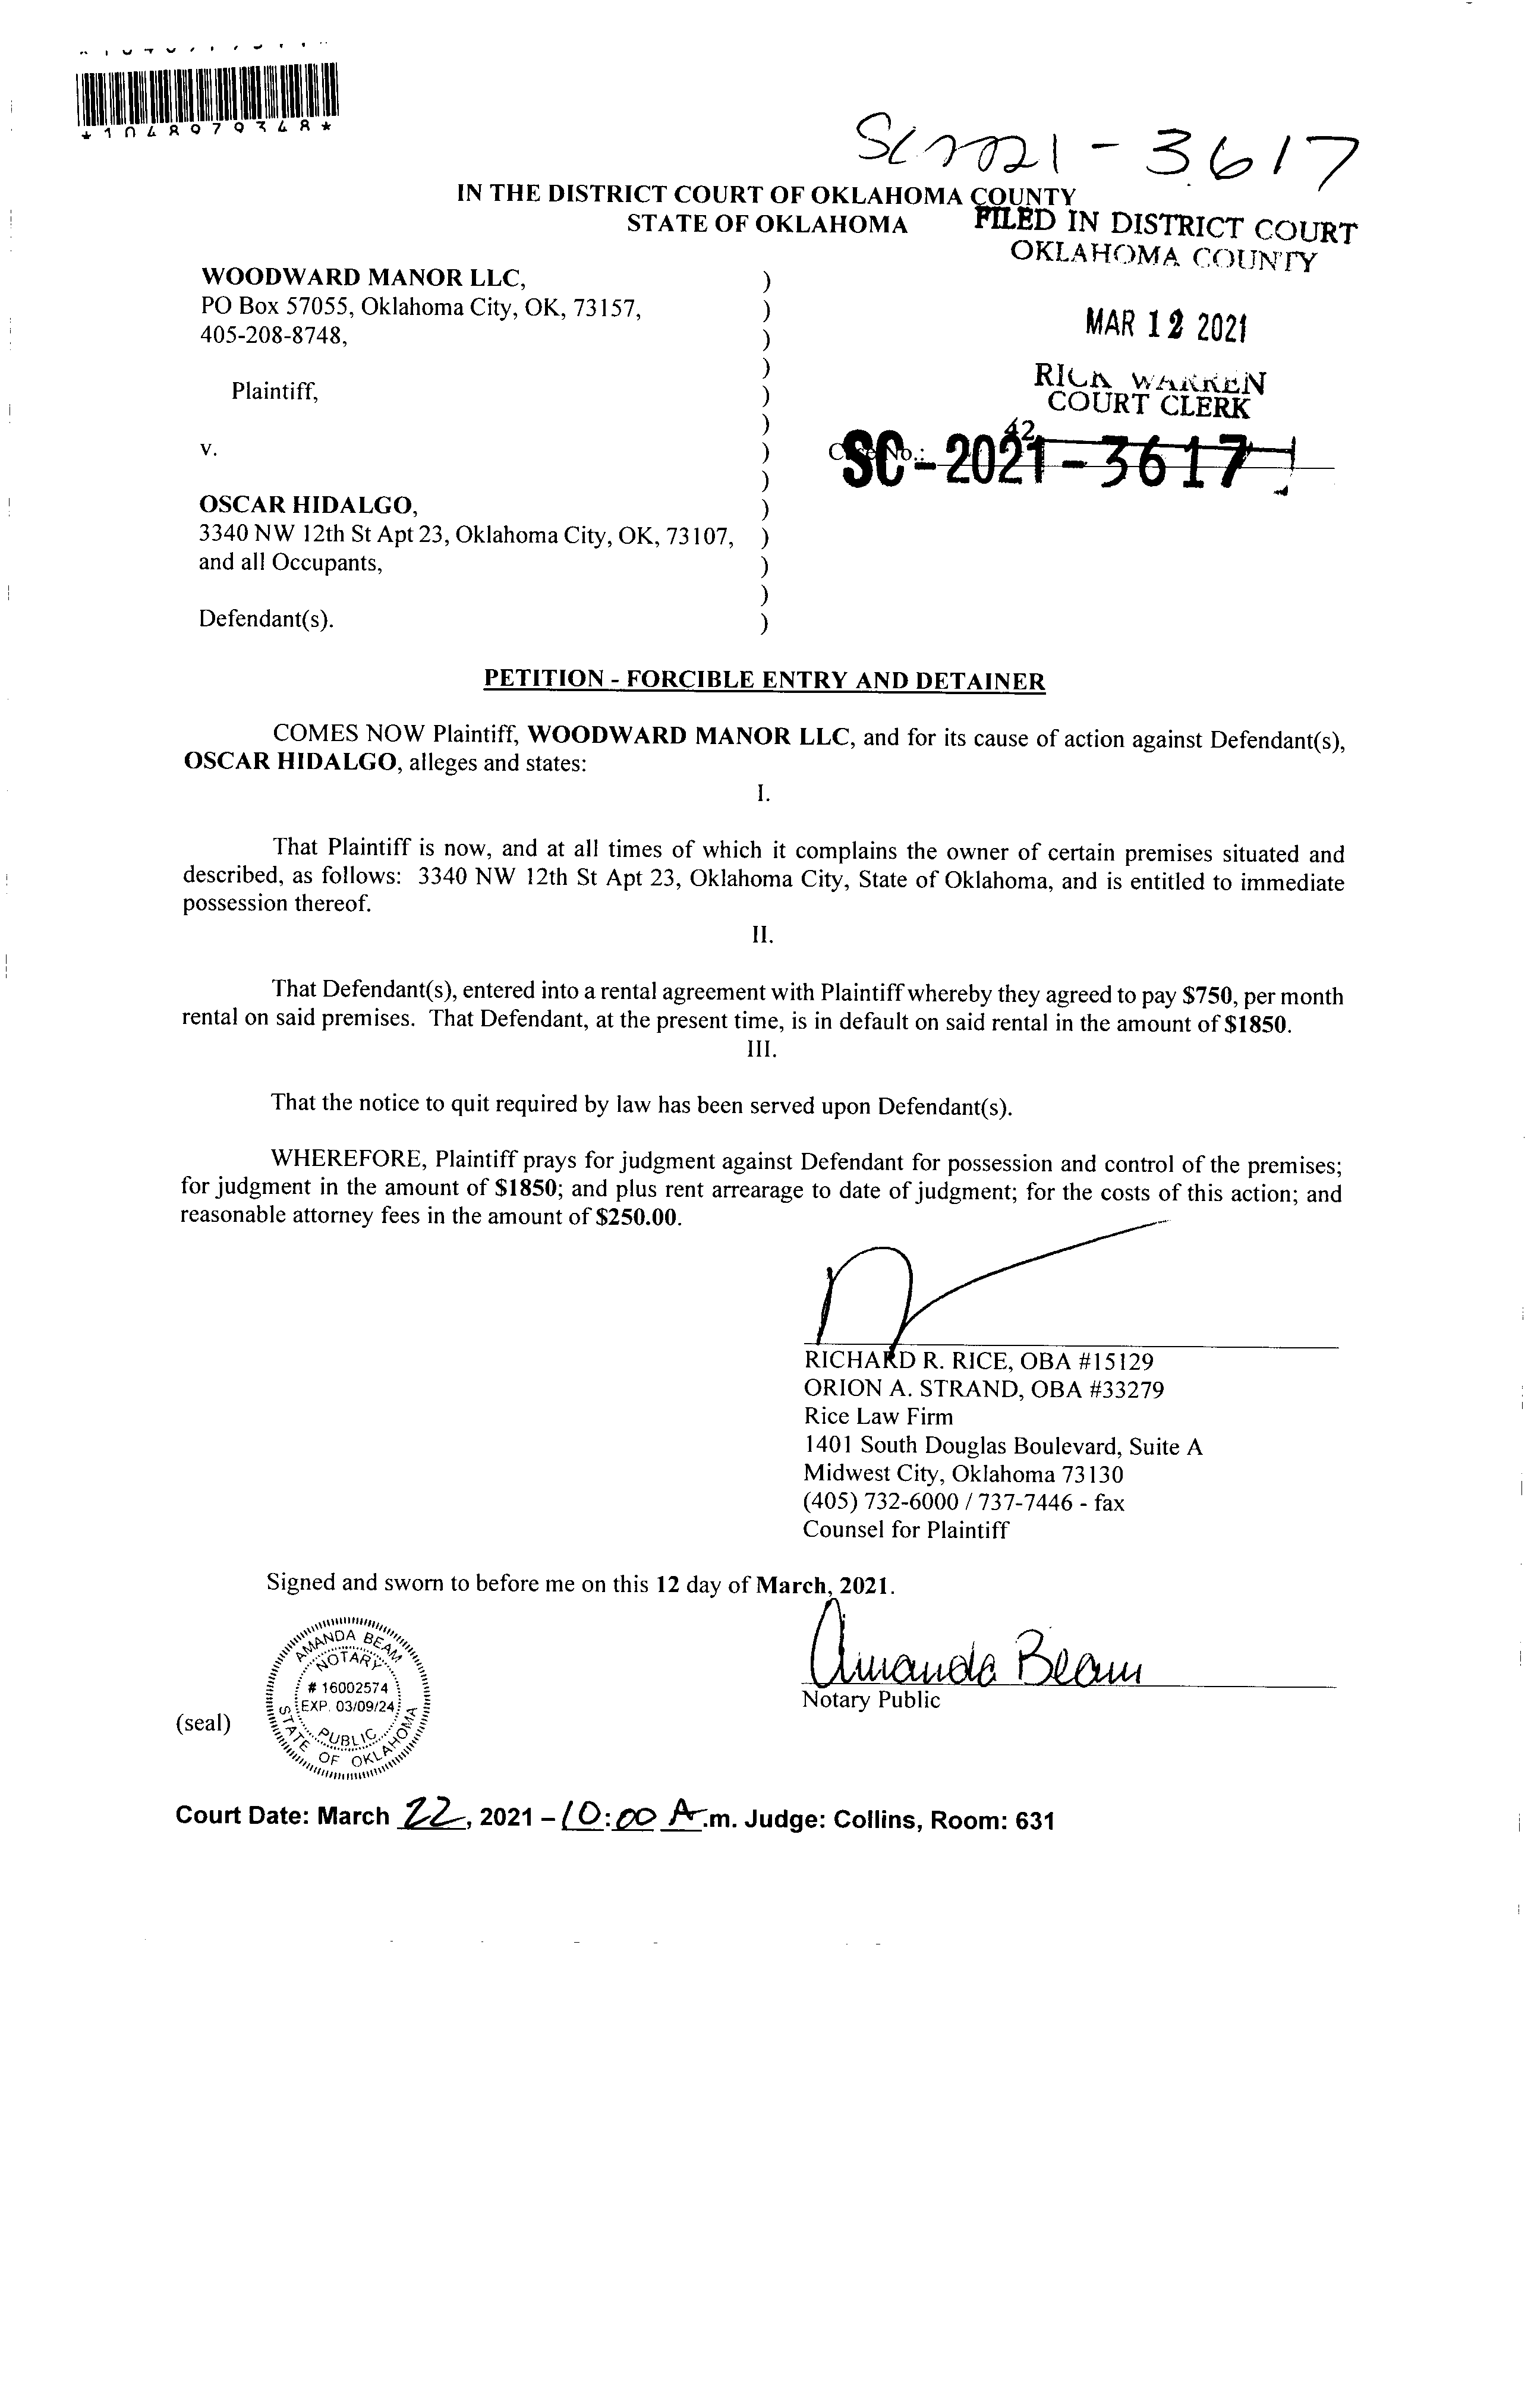 *1048979348*
SC2021-3617
IN THE DISTRICT COURT OF OKLAHOMA COUNTY
STATE OF OKLAHOMA
FILED IN DISTRICT COURT
OKLAHOMA COUNTY
MAR 12 2021
RICK WARREN
COURT CLERK
42
WOODWARD MANOR LLC, )
PO Box 57055, Oklahoma City, OK, 73157, )
405-208-8748, )
)
Plaintiff, )
)
v. ) Case No.: SC-2021-3617
)
OSCAR HIDALGO, )
3340 NW 12th St Apt 23, Oklahoma City, OK, 73107, )
and all Occupants, )
)
Defendant(s). )
PETITION - FORCIBLE ENTRY AND DETAINER
COMES NOW Plaintiff, WOODWARD MANOR LLC, and for its cause of action against Defendant(s),
OSCAR HIDALGO, alleges and states:
I.
That Plaintiff is now, and at all times of which it complains the owner of certain premises situated and
described, as follows: 3340 NW 12th St Apt 23, Oklahoma City, State of Oklahoma, and is entitled to immediate
possession thereof.
II.
That Defendant(s), entered into a rental agreement with Plaintiff whereby they agreed to pay $750, per month
rental on said premises. That Defendant, at the present time, is in default on said rental in the amount of $1850.
III.
That the notice to quit required by law has been served upon Defendant(s).
WHEREFORE, Plaintiff prays for judgment against Defendant for possession and control of the premises;
for judgment in the amount of $1850; and plus rent arrearage to date of judgment; for the costs of this action; and
reasonable attorney fees in the amount of $250.00.
RICHARD R. RICE, OBA #15129
ORION A. STRAND, OBA #33279
Rice Law Firm
1401 South Douglas Boulevard, Suite A
Midwest City, Oklahoma 73130
(405) 732-6000 / 737-7446 - fax
Counsel for Plaintiff
Signed and sworn to before me on this 12 day of March, 2021.
Amanda Beam
Notary Public
(seal)
AMANDA BEAM
NOTARY
# 16002574
EXP. 03/09/24
PUBLIC
STATE OF OKLAHOMA
Court Date: March 22, 2021 – 10:00 A.m. Judge: Collins, Room: 631